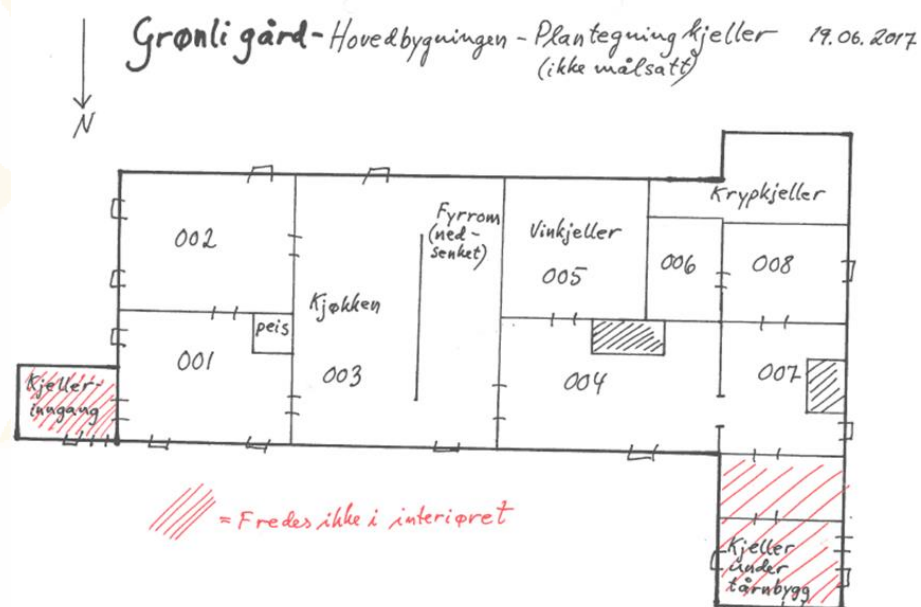 Grønli gård - Hovedbygningen - Plantegning kjeller 19.06.2017
(ikke målsatt)
N
Krypkjeller
Fyrrom
(ned-
senket)
Vinkjeller
002
006
008
005
Kjøkken
peis
001
003
004
007
Kjeller-
inngang
= Fredes ikke i interiøret
Kjeller
under
tårnbygg